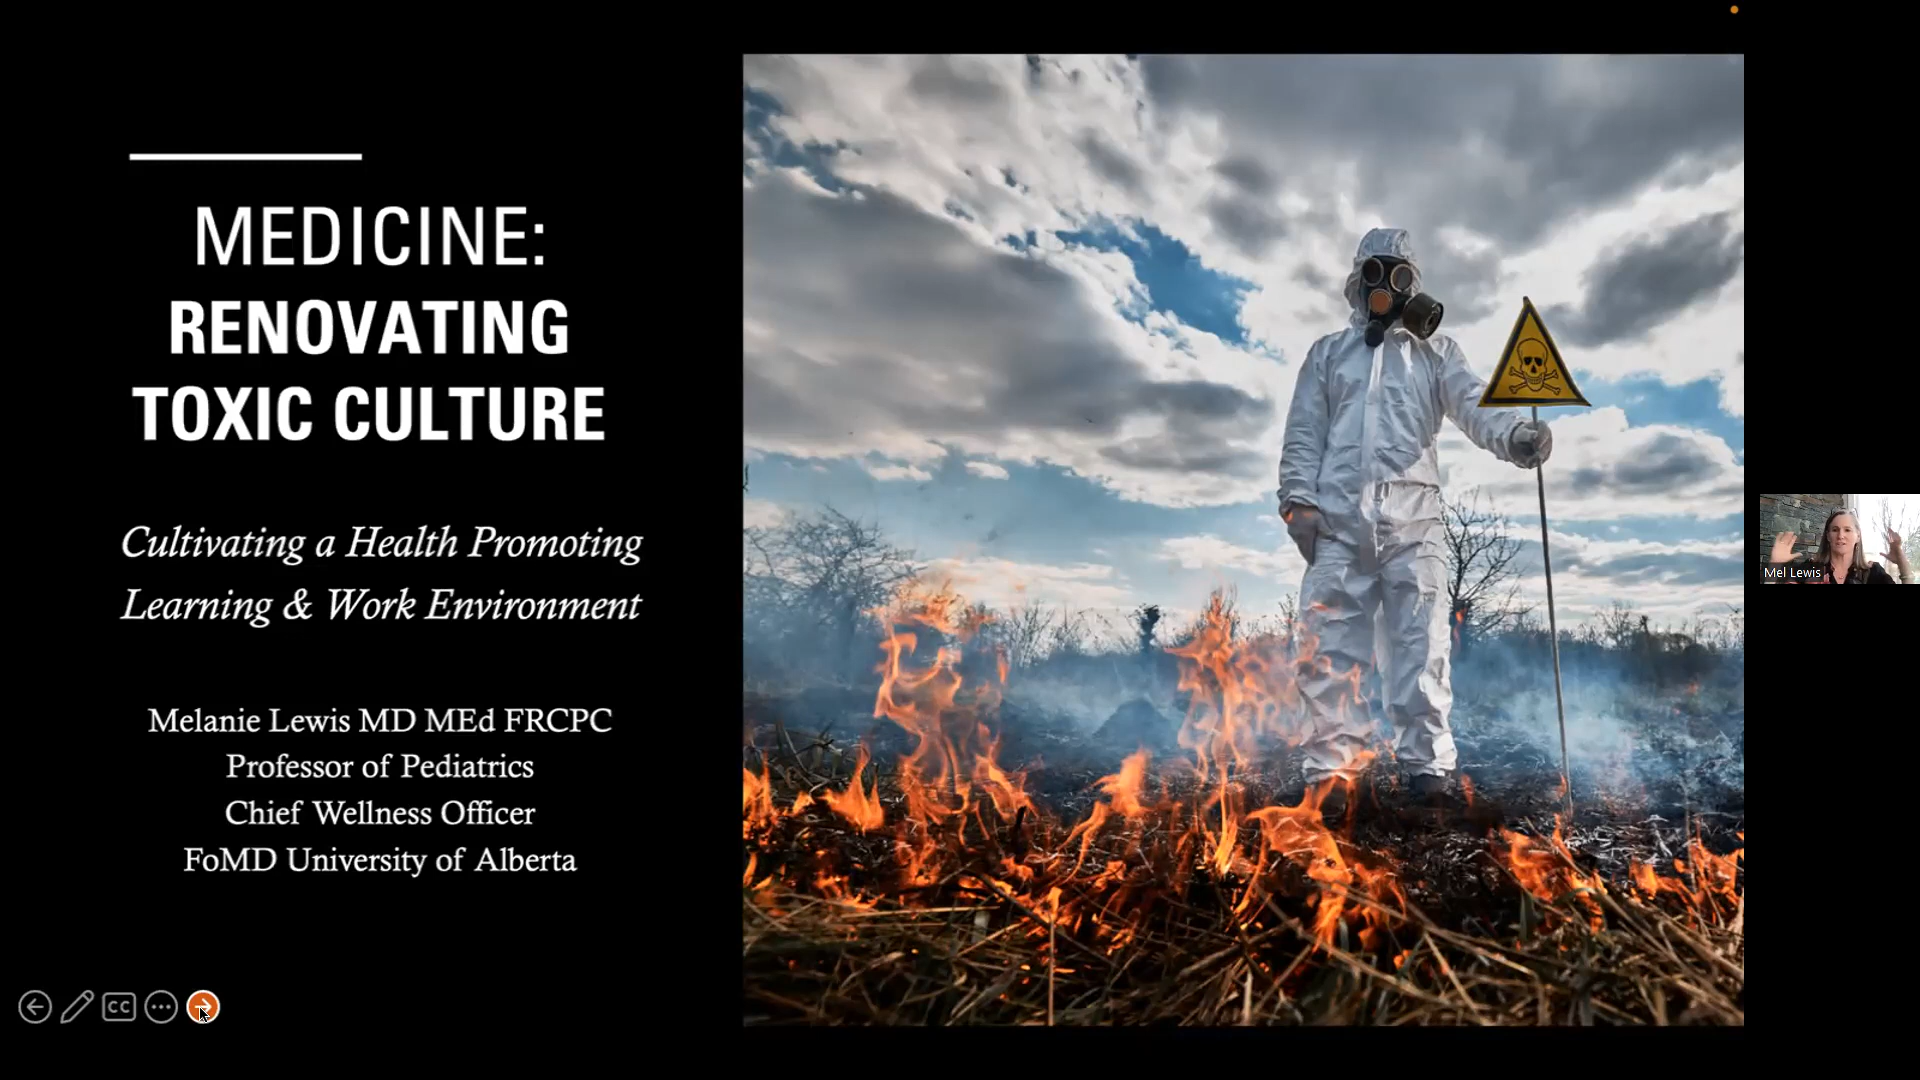 MEDICINE:
RENOVATING
TOXIC CULTURE
Cultivating a Health Promoting
Learning & Work Environment
Melanie Lewis MD MEd FRCPC
Professor of Pediatrics
Chief Wellness Officer
FoMD University of Alberta
CC
Mel Lewis